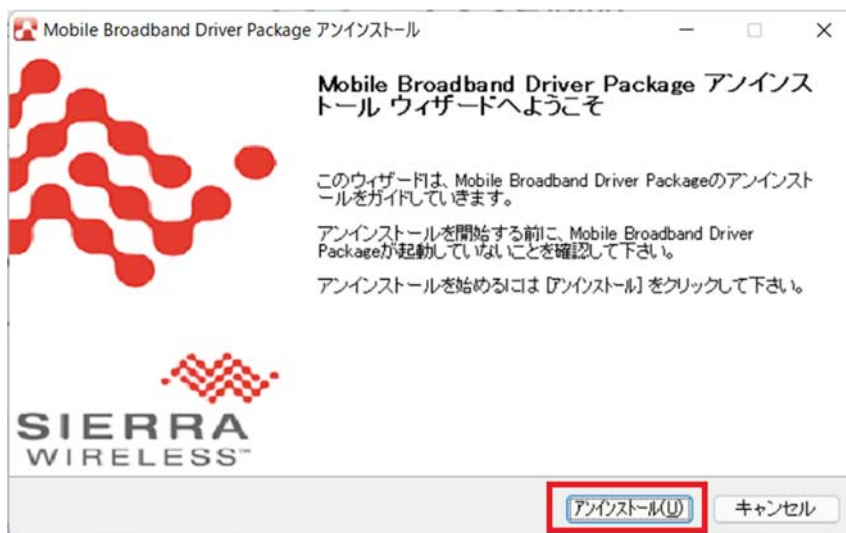 Mobile Broadband Driver Package アンインストール
Mobile Broadband Driver Package アンインス
トール ウィザードへようこそ
このウィザードは、Mobile Broadband Driver Packageのアンインスト
ールをガイドしていきます。
アンインストールを開始する前に、Mobile Broadband Driver
Packageが起動していないことを確認して下さい。
アンインストールを始めるには [アンインストール] をクリックして下さい。
SIERRA
WIRELESS™
アンインストール(U)
キャンセル